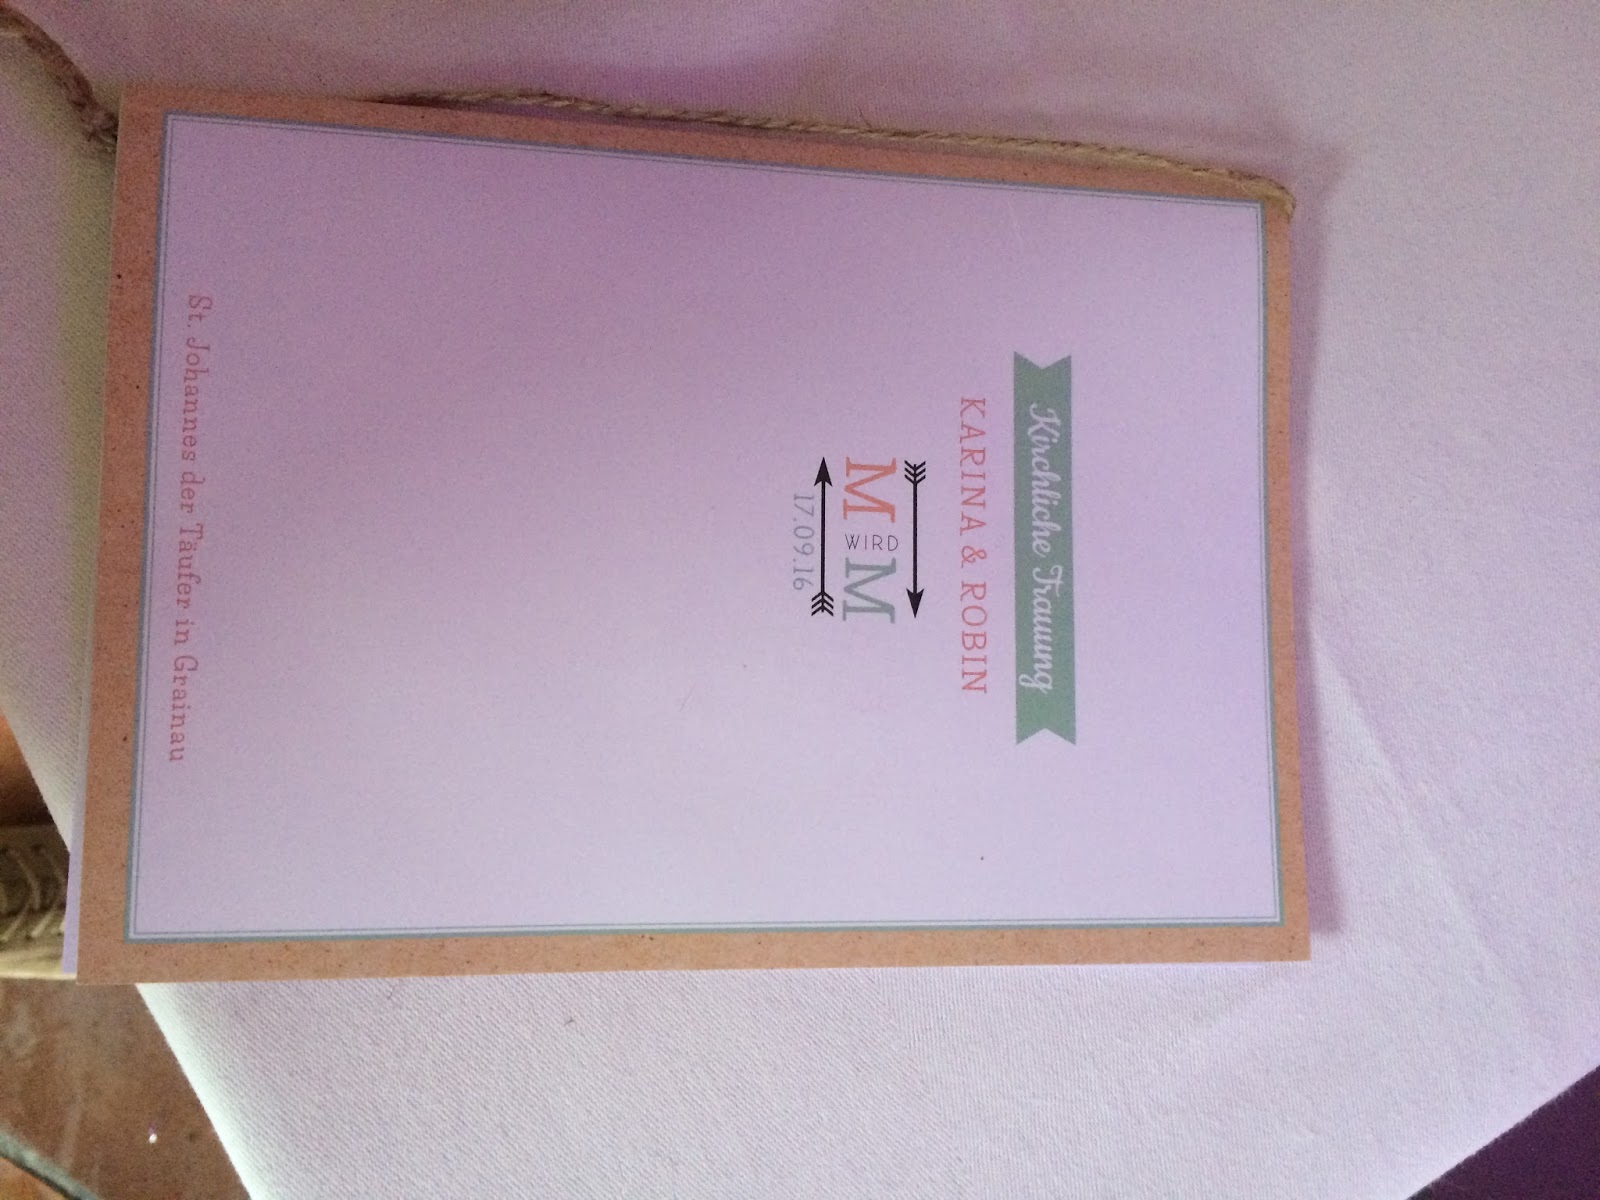 Kirchliche Trauung
KARINA & ROBIN
M WIRD M
17.09.16
St. Johannes der Täufer in Grainau